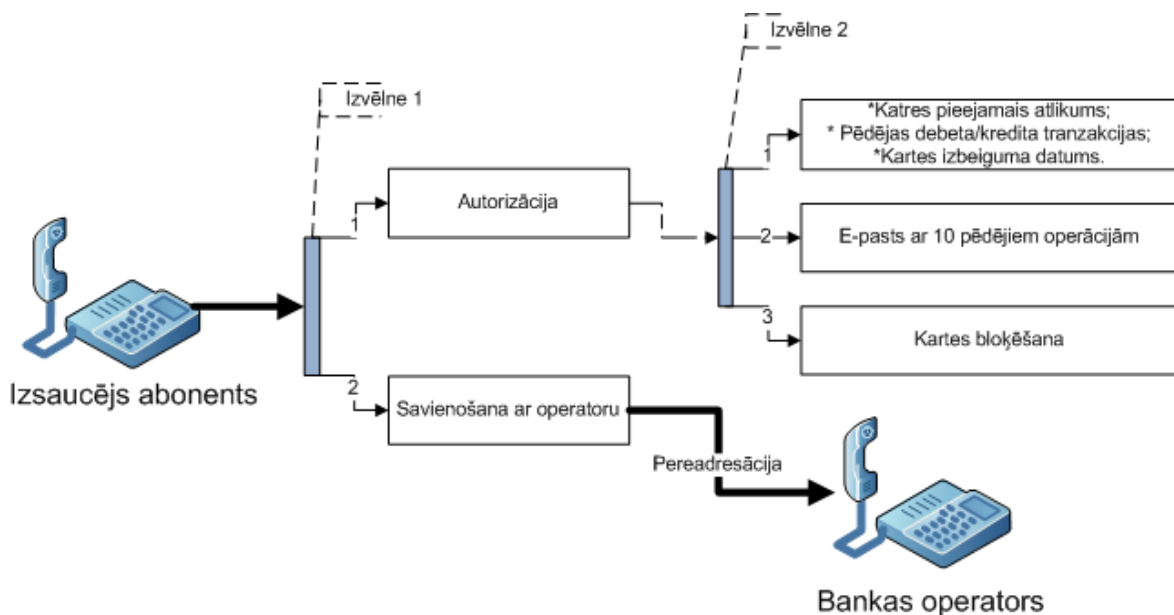 Izvēlne 2
Izvēlne 1
*Katres pieejamais atlikums;
* Pēdējas debeta/kredita tranzakcijas;
*Kartes izbeiguma datums.
1
Autorizācija
1
2
E-pasts ar 10 pēdējiem operācijām
3
Kartes bloķēšana
Izsaucējs abonents
2
Savienošana ar operatoru
Pereadresācija
Bankas operators